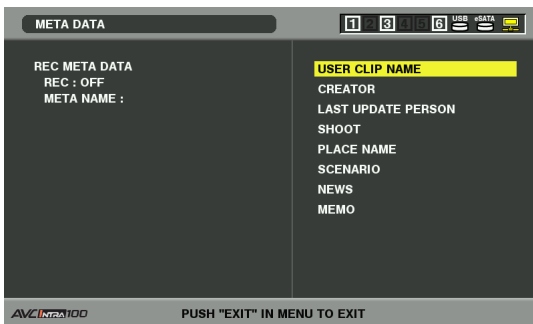 META DATA
1 2 3 4 5 6 USB eSATA
REC META DATA
REC : OFF
META NAME :
USER CLIP NAME
CREATOR
LAST UPDATE PERSON
SHOOT
PLACE NAME
SCENARIO
NEWS
MEMO
AVC INTRA 100
PUSH "EXIT" IN MENU TO EXIT